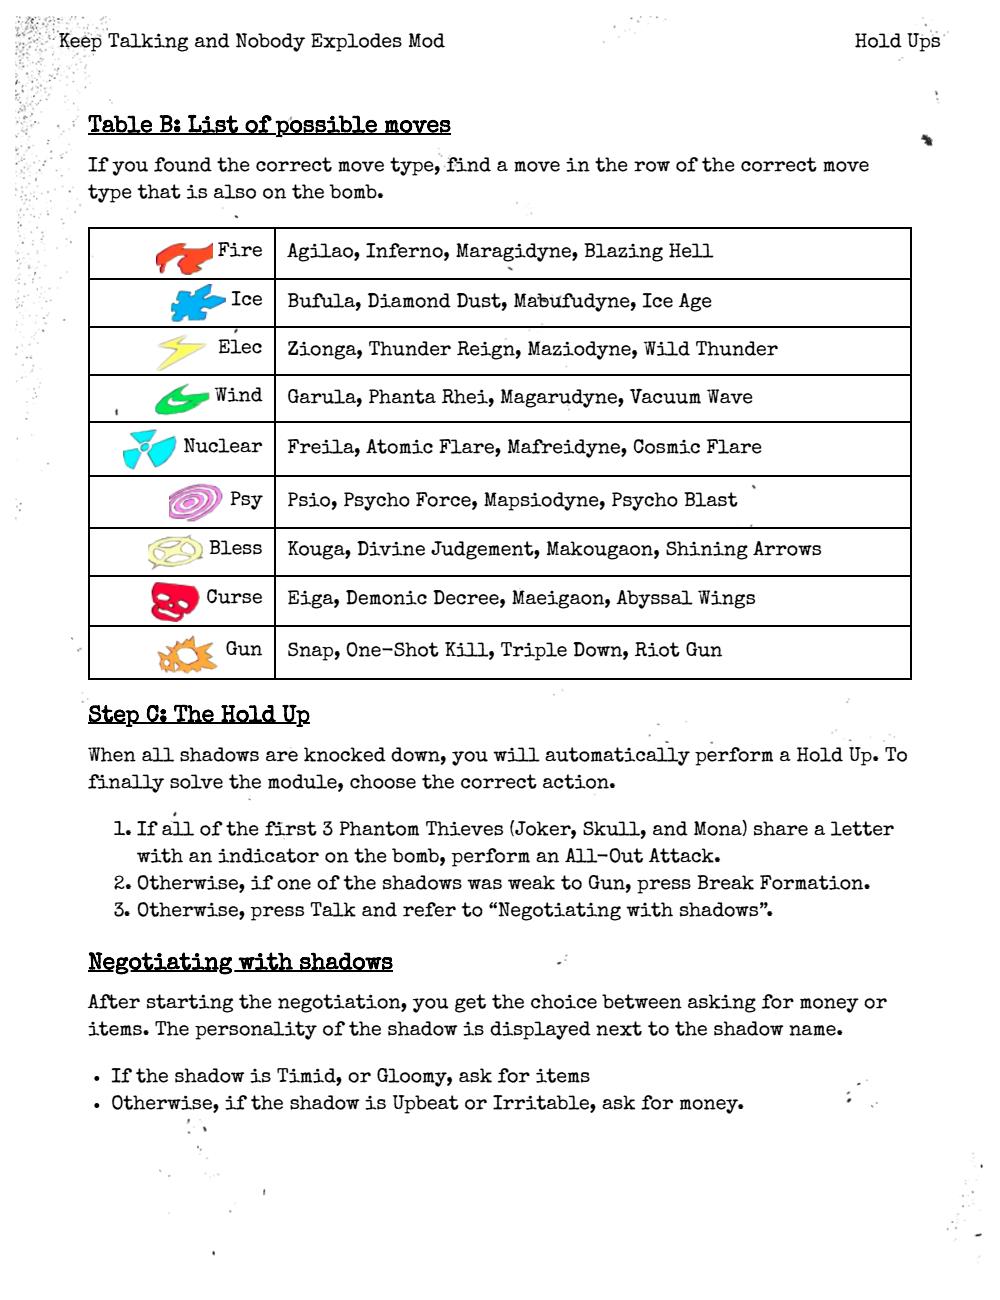 Keep Talking and Nobody Explodes Mod Hold Ups
Table B: List of possible moves
If you found the correct move type, find a move in the row of the correct move
type that is also on the bomb.
Fire Agilao, Inferno, Maragidyne, Blazing Hell
Ice Bufula, Diamond Dust, Mabufudyne, Ice Age
Elec Zionga, Thunder Reign, Maziodyne, Wild Thunder
Wind Garula, Phanta Rhei, Magarudyne, Vacuum Wave
Nuclear Freila, Atomic Flare, Mafreidyne, Cosmic Flare
Psy Psio, Psycho Force, Mapsiodyne, Psycho Blast
Bless Kouga, Divine Judgement, Makougaon, Shining Arrows
Curse Eiga, Demonic Decree, Maeigaon, Abyssal Wings
Gun Snap, One-Shot Kill, Triple Down, Riot Gun
Step C: The Hold Up
When all shadows are knocked down, you will automatically perform a Hold Up. To
finally solve the module, choose the correct action.
1. If all of the first 3 Phantom Thieves (Joker, Skull, and Mona) share a letter
with an indicator on the bomb, perform an All-Out Attack.
2. Otherwise, if one of the shadows was weak to Gun, press Break Formation.
3. Otherwise, press Talk and refer to “Negotiating with shadows”.
Negotiating with shadows
After starting the negotiation, you get the choice between asking for money or
items. The personality of the shadow is displayed next to the shadow name.
• If the shadow is Timid, or Gloomy, ask for items
• Otherwise, if the shadow is Upbeat or Irritable, ask for money.